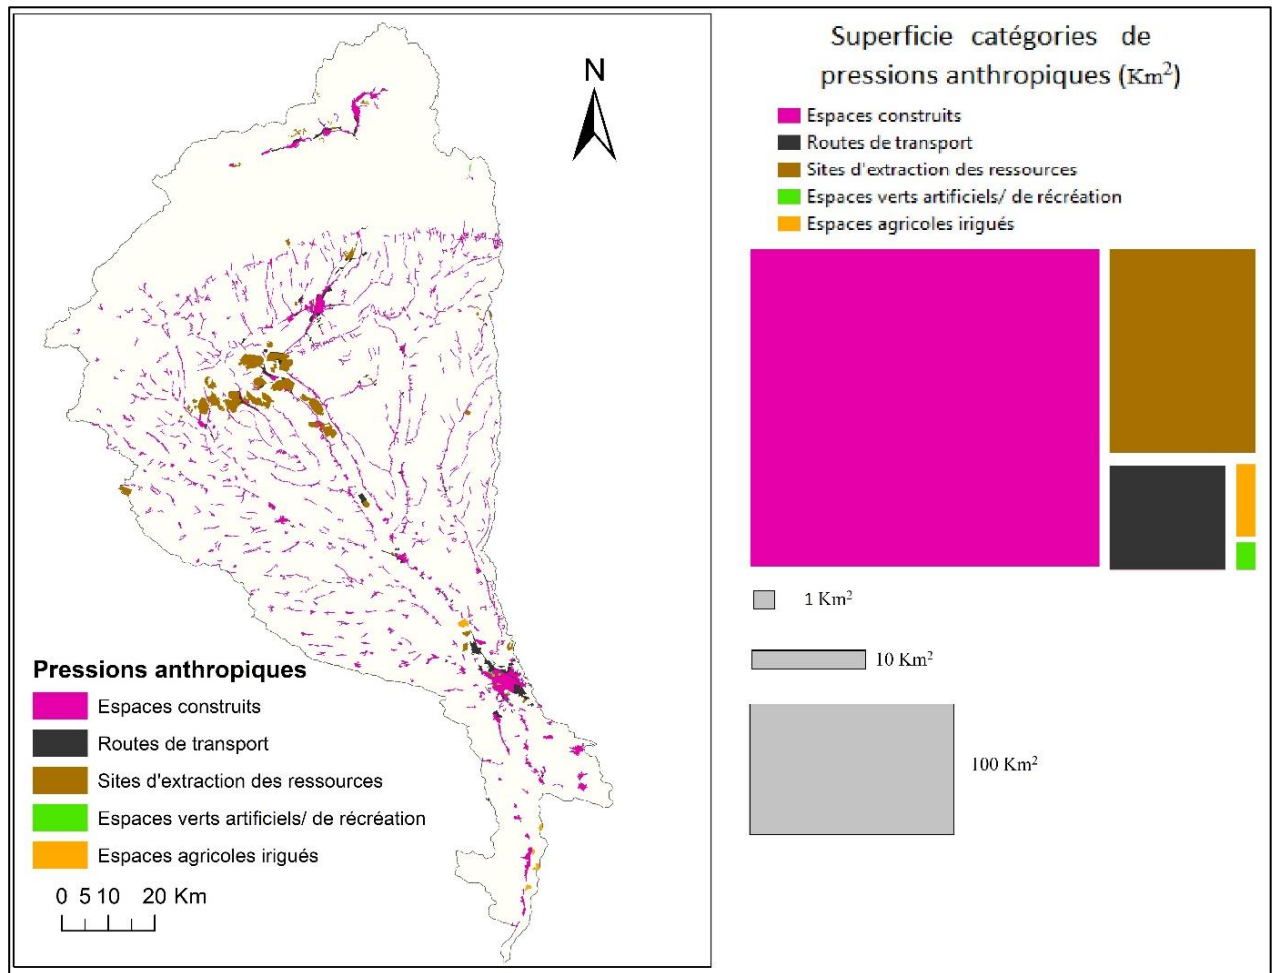 N
Pressions anthropiques
Espaces construits
Routes de transport
Sites d'extraction des ressources
Espaces verts artificiels/ de récréation
Espaces agricoles irigués
0 5 10 20 Km
Superficie catégories de
pressions anthropiques (Km²)
Espaces construits
Routes de transport
Sites d'extraction des ressources
Espaces verts artificiels/ de récréation
Espaces agricoles irigués
1 Km²
10 Km²
100 Km²